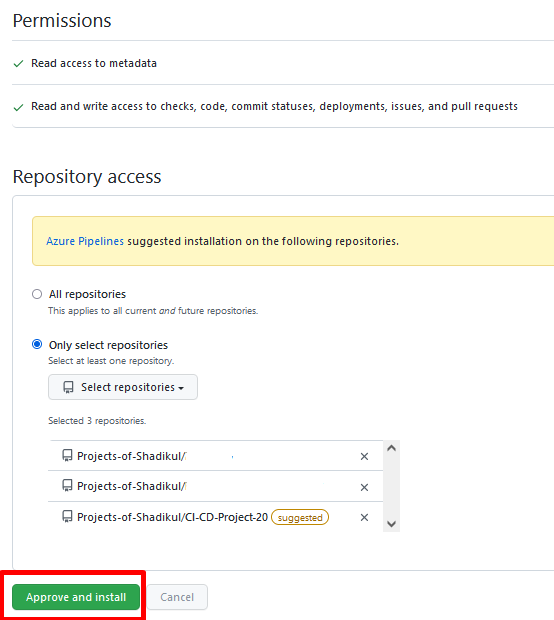 Permissions
Read access to metadata
Read and write access to checks, code, commit statuses, deployments, issues, and pull requests
Repository access
Azure Pipelines suggested installation on the following repositories.
All repositories
This applies to all current and future repositories.
Only select repositories
Select at least one repository.
Select repositories
Selected 3 repositories.
Projects-of-Shadikul/
Projects-of-Shadikul/
Projects-of-Shadikul/CI-CD-Project-20 suggested
Approve and install Cancel